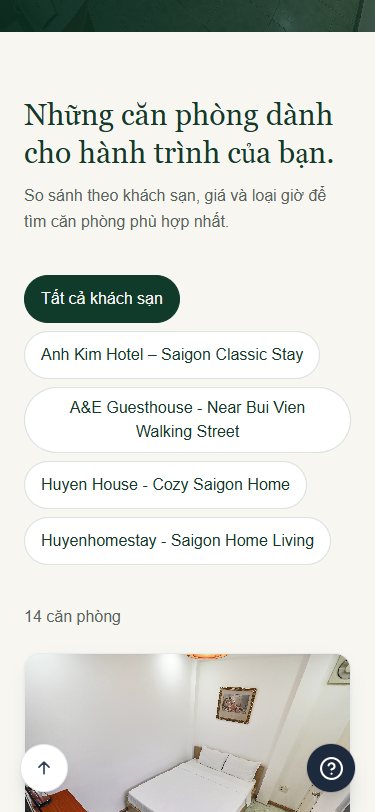 Những căn phòng dành
cho hành trình của bạn.
So sánh theo khách sạn, giá và loại giờ để
tìm căn phòng phù hợp nhất.
Tất cả khách sạn
Anh Kim Hotel – Saigon Classic Stay
A&E Guesthouse - Near Bui Vien
Walking Street
Huyen House - Cozy Saigon Home
Huyenhomestay - Saigon Home Living
14 căn phòng